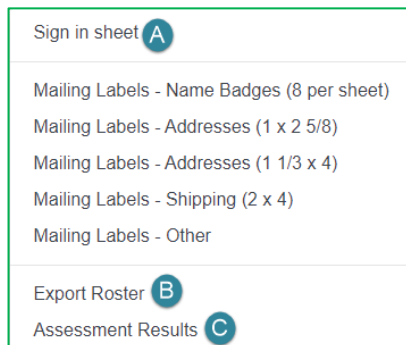 Sign in sheet A
Mailing Labels - Name Badges (8 per sheet)
Mailing Labels - Addresses (1 x 2 5/8)
Mailing Labels - Addresses (1 1/3 x 4)
Mailing Labels - Shipping (2 x 4)
Mailing Labels - Other
Export Roster B
Assessment Results C